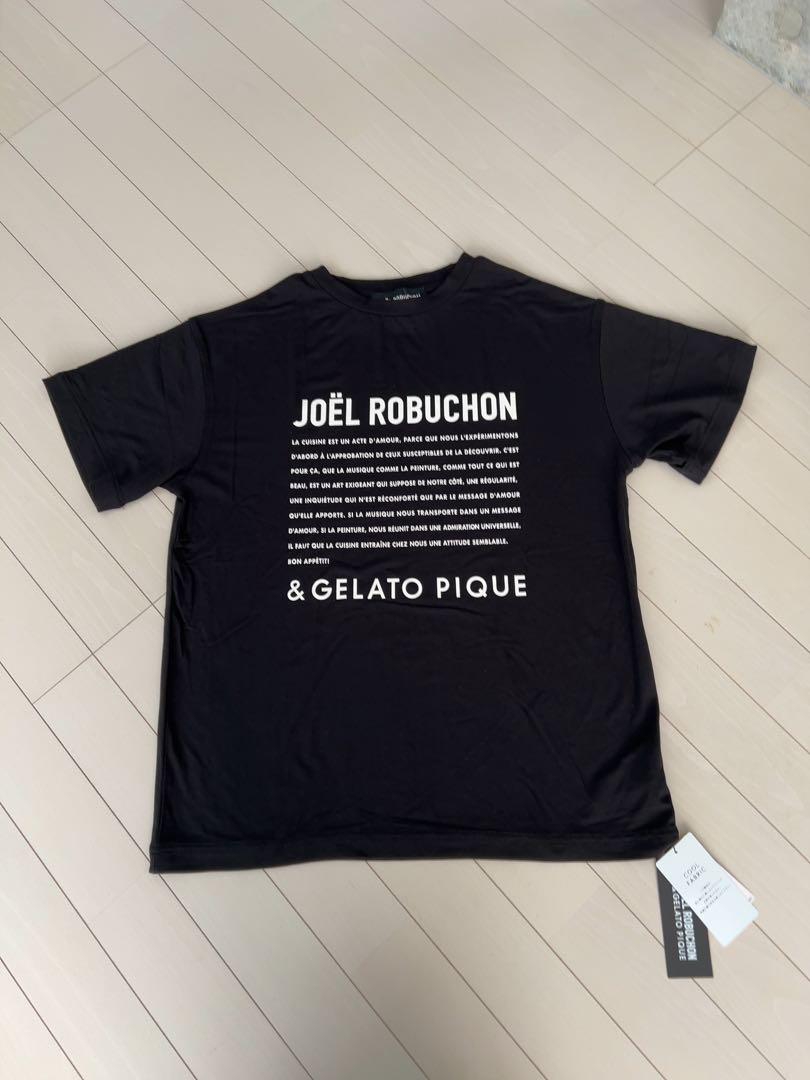 JOËL ROBUCHON
LA CUISINE EST UN ACTE D'AMOUR, PARCE QUE NOUS L'EXPÉRIMENTONS
D'ABORD À L'APPROBATION DE CEUX SUSCEPTIBLES DE LA DÉCOUVRIR. C'EST
POUR ÇA, QUE LA MUSIQUE COMME LA PEINTURE, COMME TOUT CE QUI EST
BEAU, EST UN ART EXIGEANT QUI SUPPOSE DE NOTRE CÔTÉ, UNE RÉGULARITÉ,
UNE INQUIÉTUDE QUI N'EST RÉCONFORTÉ QUE PAR LE MESSAGE D'AMOUR
QU'ELLE APPORTE. SI LA MUSIQUE NOUS TRANSPORTE DANS UN MESSAGE
D'AMOUR, SI LA PEINTURE, NOUS RÉUNIT DANS UNE ADMIRATION UNIVERSELLE,
IL FAUT QUE LA CUISINE ENTRAÎNE CHEZ NOUS UNE ATTITUDE SEMBLABLE.
BON APPÉTIT!
& GELATO PIQUE
COOL
FABRIC
ROBUCHON
GELATO PIQUE